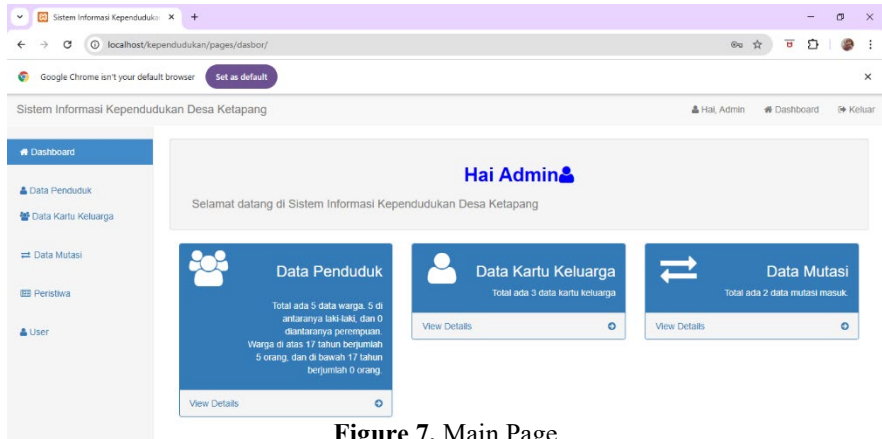 Sistem Informasi Kependuduka
localhost/kependudukan/pages/dasbor/
Google Chrome isn't your default browser Set as default
Sistem Informasi Kependudukan Desa Ketapang
Hai, Admin Dashboard Keluar
Dashboard
Data Penduduk
Data Kartu Keluarga
Data Mutasi
Peristiwa
User
Hai Admin
Selamat datang di Sistem Informasi Kependudukan Desa Ketapang
Data Penduduk
Total ada 5 data warga. 5 di
antaranya laki-laki, dan 0
diantaranya perempuan.
Warga di atas 17 tahun berjumlah
5 orang, dan di bawah 17 tahun
berjumlah 0 orang.
View Details
Data Kartu Keluarga
Total ada 3 data kartu keluarga
View Details
Data Mutasi
Total ada 2 data mutasi masuk.
View Details
Figure 7. Main Page